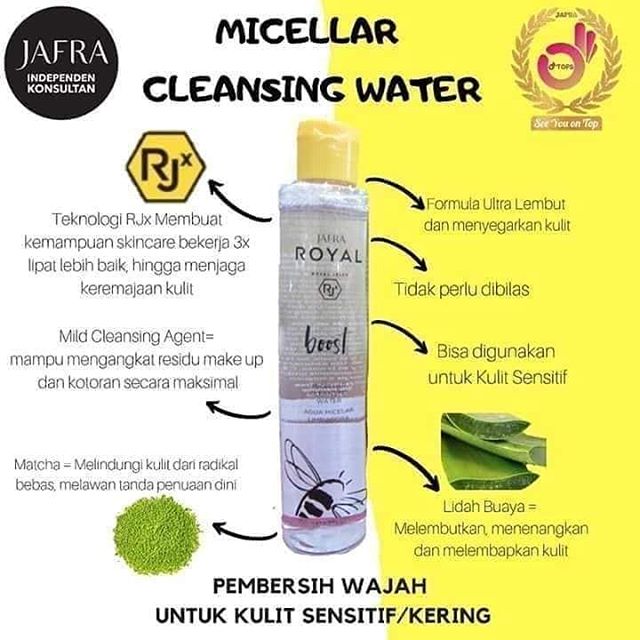 JAFRA
INDEPENDEN
KONSULTAN
MICELLAR
CLEANSING WATER
JAFRA
TOPS
See You on Top
RJx
Teknologi RJx Membuat
kemampuan skincare bekerja 3x
lipat lebih baik, hingga menjaga
keremajaan kulit
Mild Cleansing Agent=
mampu mengangkat residu make up
dan kotoran secara maksimal
Matcha = Melindungi kulit dari radikal
bebas, melawan tanda penuaan dini
JAFRA
ROYAL
ROYAL JELLY
RJx
boost
WATER
AGUA MICELAR
Formula Ultra Lembut
dan menyegarkan kulit
Tidak perlu dibilas
Bisa digunakan
untuk Kulit Sensitif
Lidah Buaya =
Melembutkan, menenangkan
dan melembapkan kulit
PEMBERSIH WAJAH
UNTUK KULIT SENSITIF/KERING